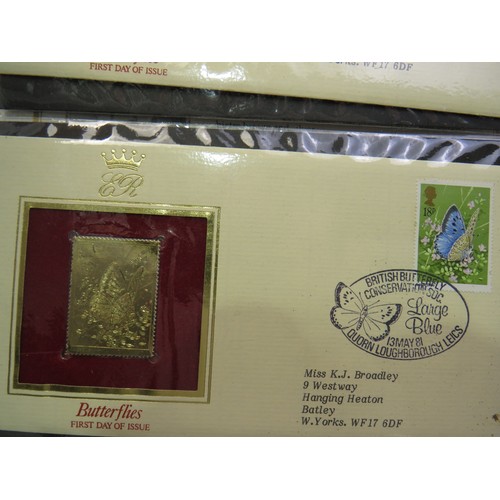 FIRST DAY OF ISSUE
WF17 6DF
ER
18p
BRITISH BUTTERFLY
CONSERVATION SOC.
Large
Blue
13 MAY 81
QUORN LOUGHBOROUGH LEICS
Miss K.J. Broadley
9 Westway
Hanging Heaton
Batley
W.Yorks. WF17 6DF
Butterflies
FIRST DAY OF ISSUE